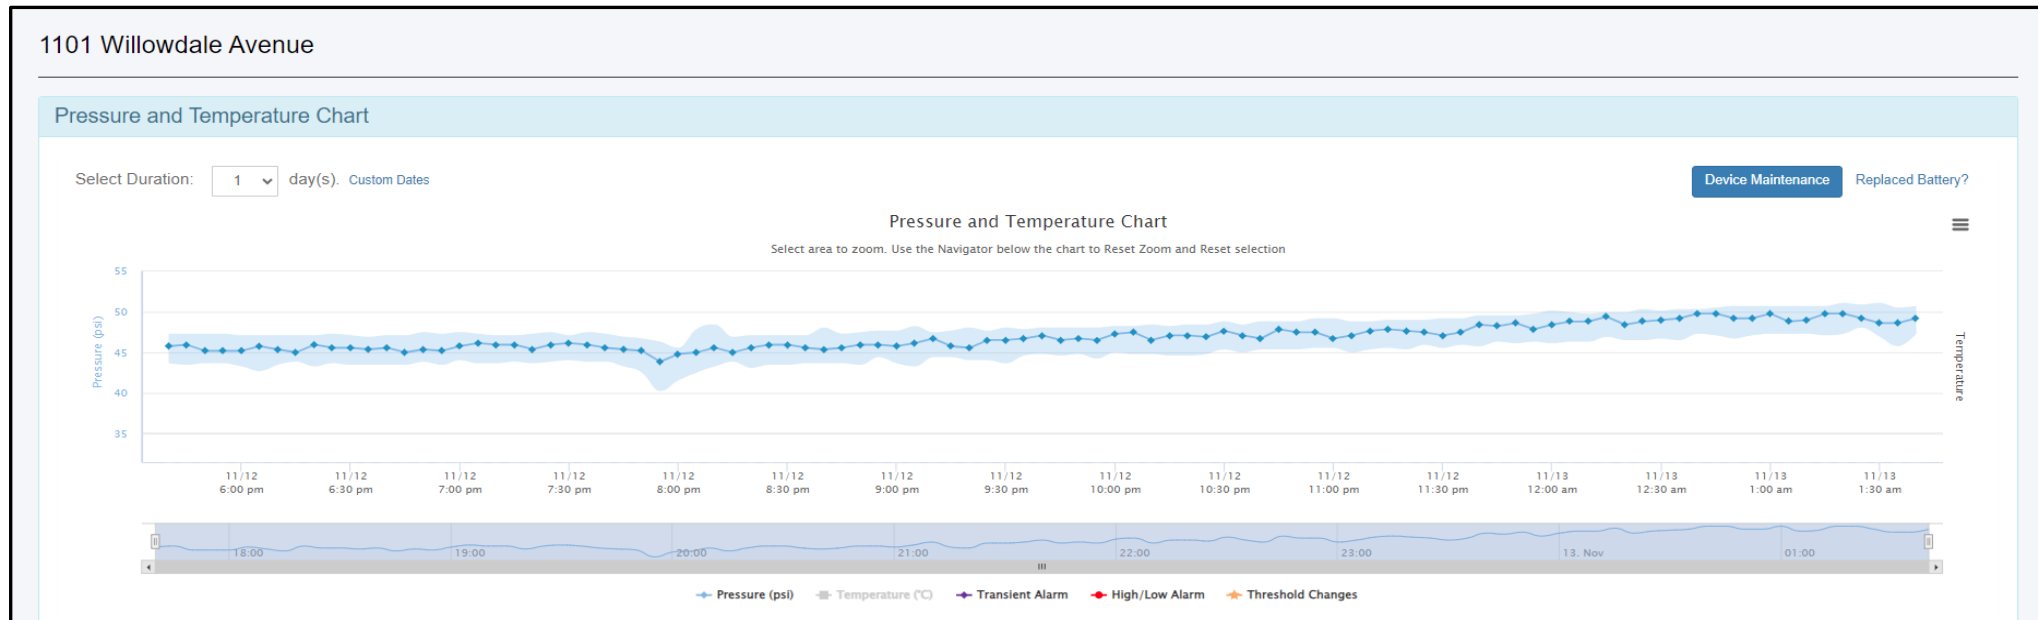 1101 Willowdale Avenue
Pressure and Temperature Chart
Select Duration: 1 day(s). Custom Dates
Device Maintenance Replaced Battery?
Pressure and Temperature Chart
Select area to zoom. Use the Navigator below the chart to Reset Zoom and Reset selection
55
50
45
40
35
Pressure (psi)
Temperature
11/12 11/12 11/12 11/12 11/12 11/12 11/12 11/12 11/12 11/12 11/12 11/12 11/13 11/13 11/13 11/13
6:00 pm 6:30 pm 7:00 pm 7:30 pm 8:00 pm 8:30 pm 9:00 pm 9:30 pm 10:00 pm 10:30 pm 11:00 pm 11:30 pm 12:00 am 12:30 am 1:00 am 1:30 am
18:00 19:00 20:00 21:00 22:00 23:00 13. Nov 01:00
Pressure (psi) Temperature (°C) Transient Alarm High/Low Alarm Threshold Changes